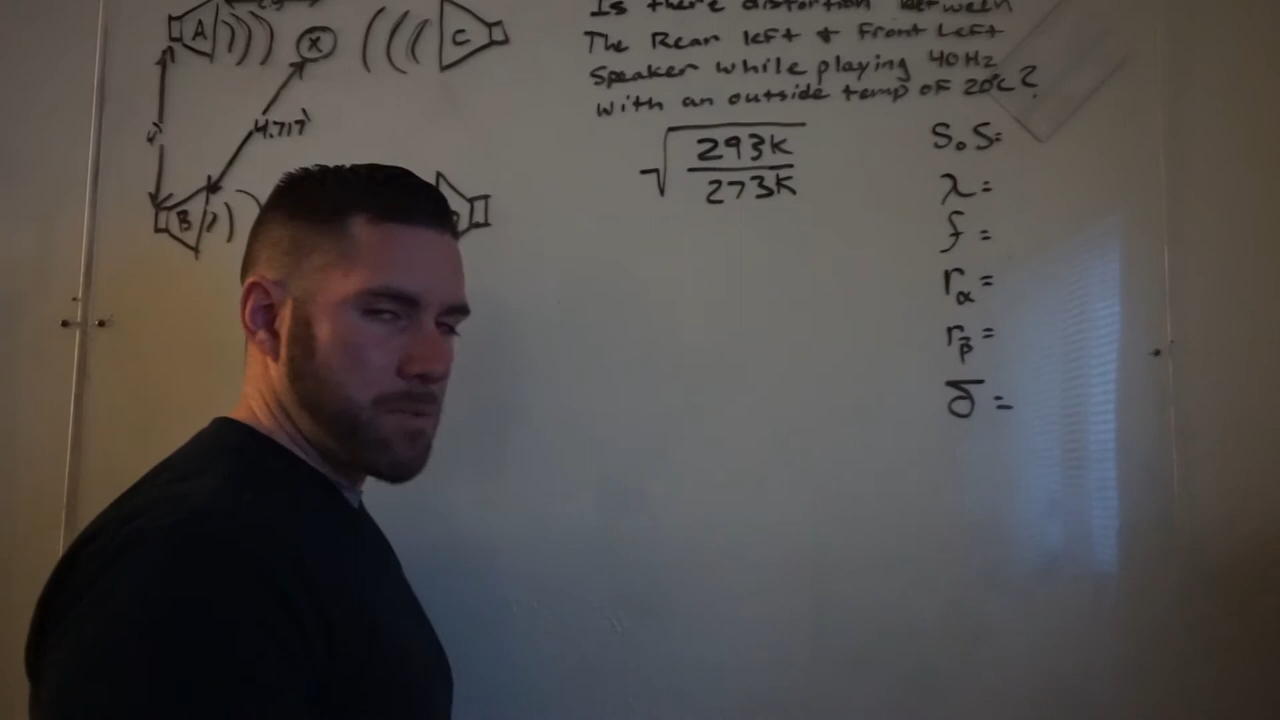 A
X
C
4.717'
B
Is there distortion between
The Rear left & Front Left
Speaker while playing 40Hz
with an outside temp of 20°C?
√293K
273K
S.o.S=
λ=
f=
rα=
rβ=
δ=